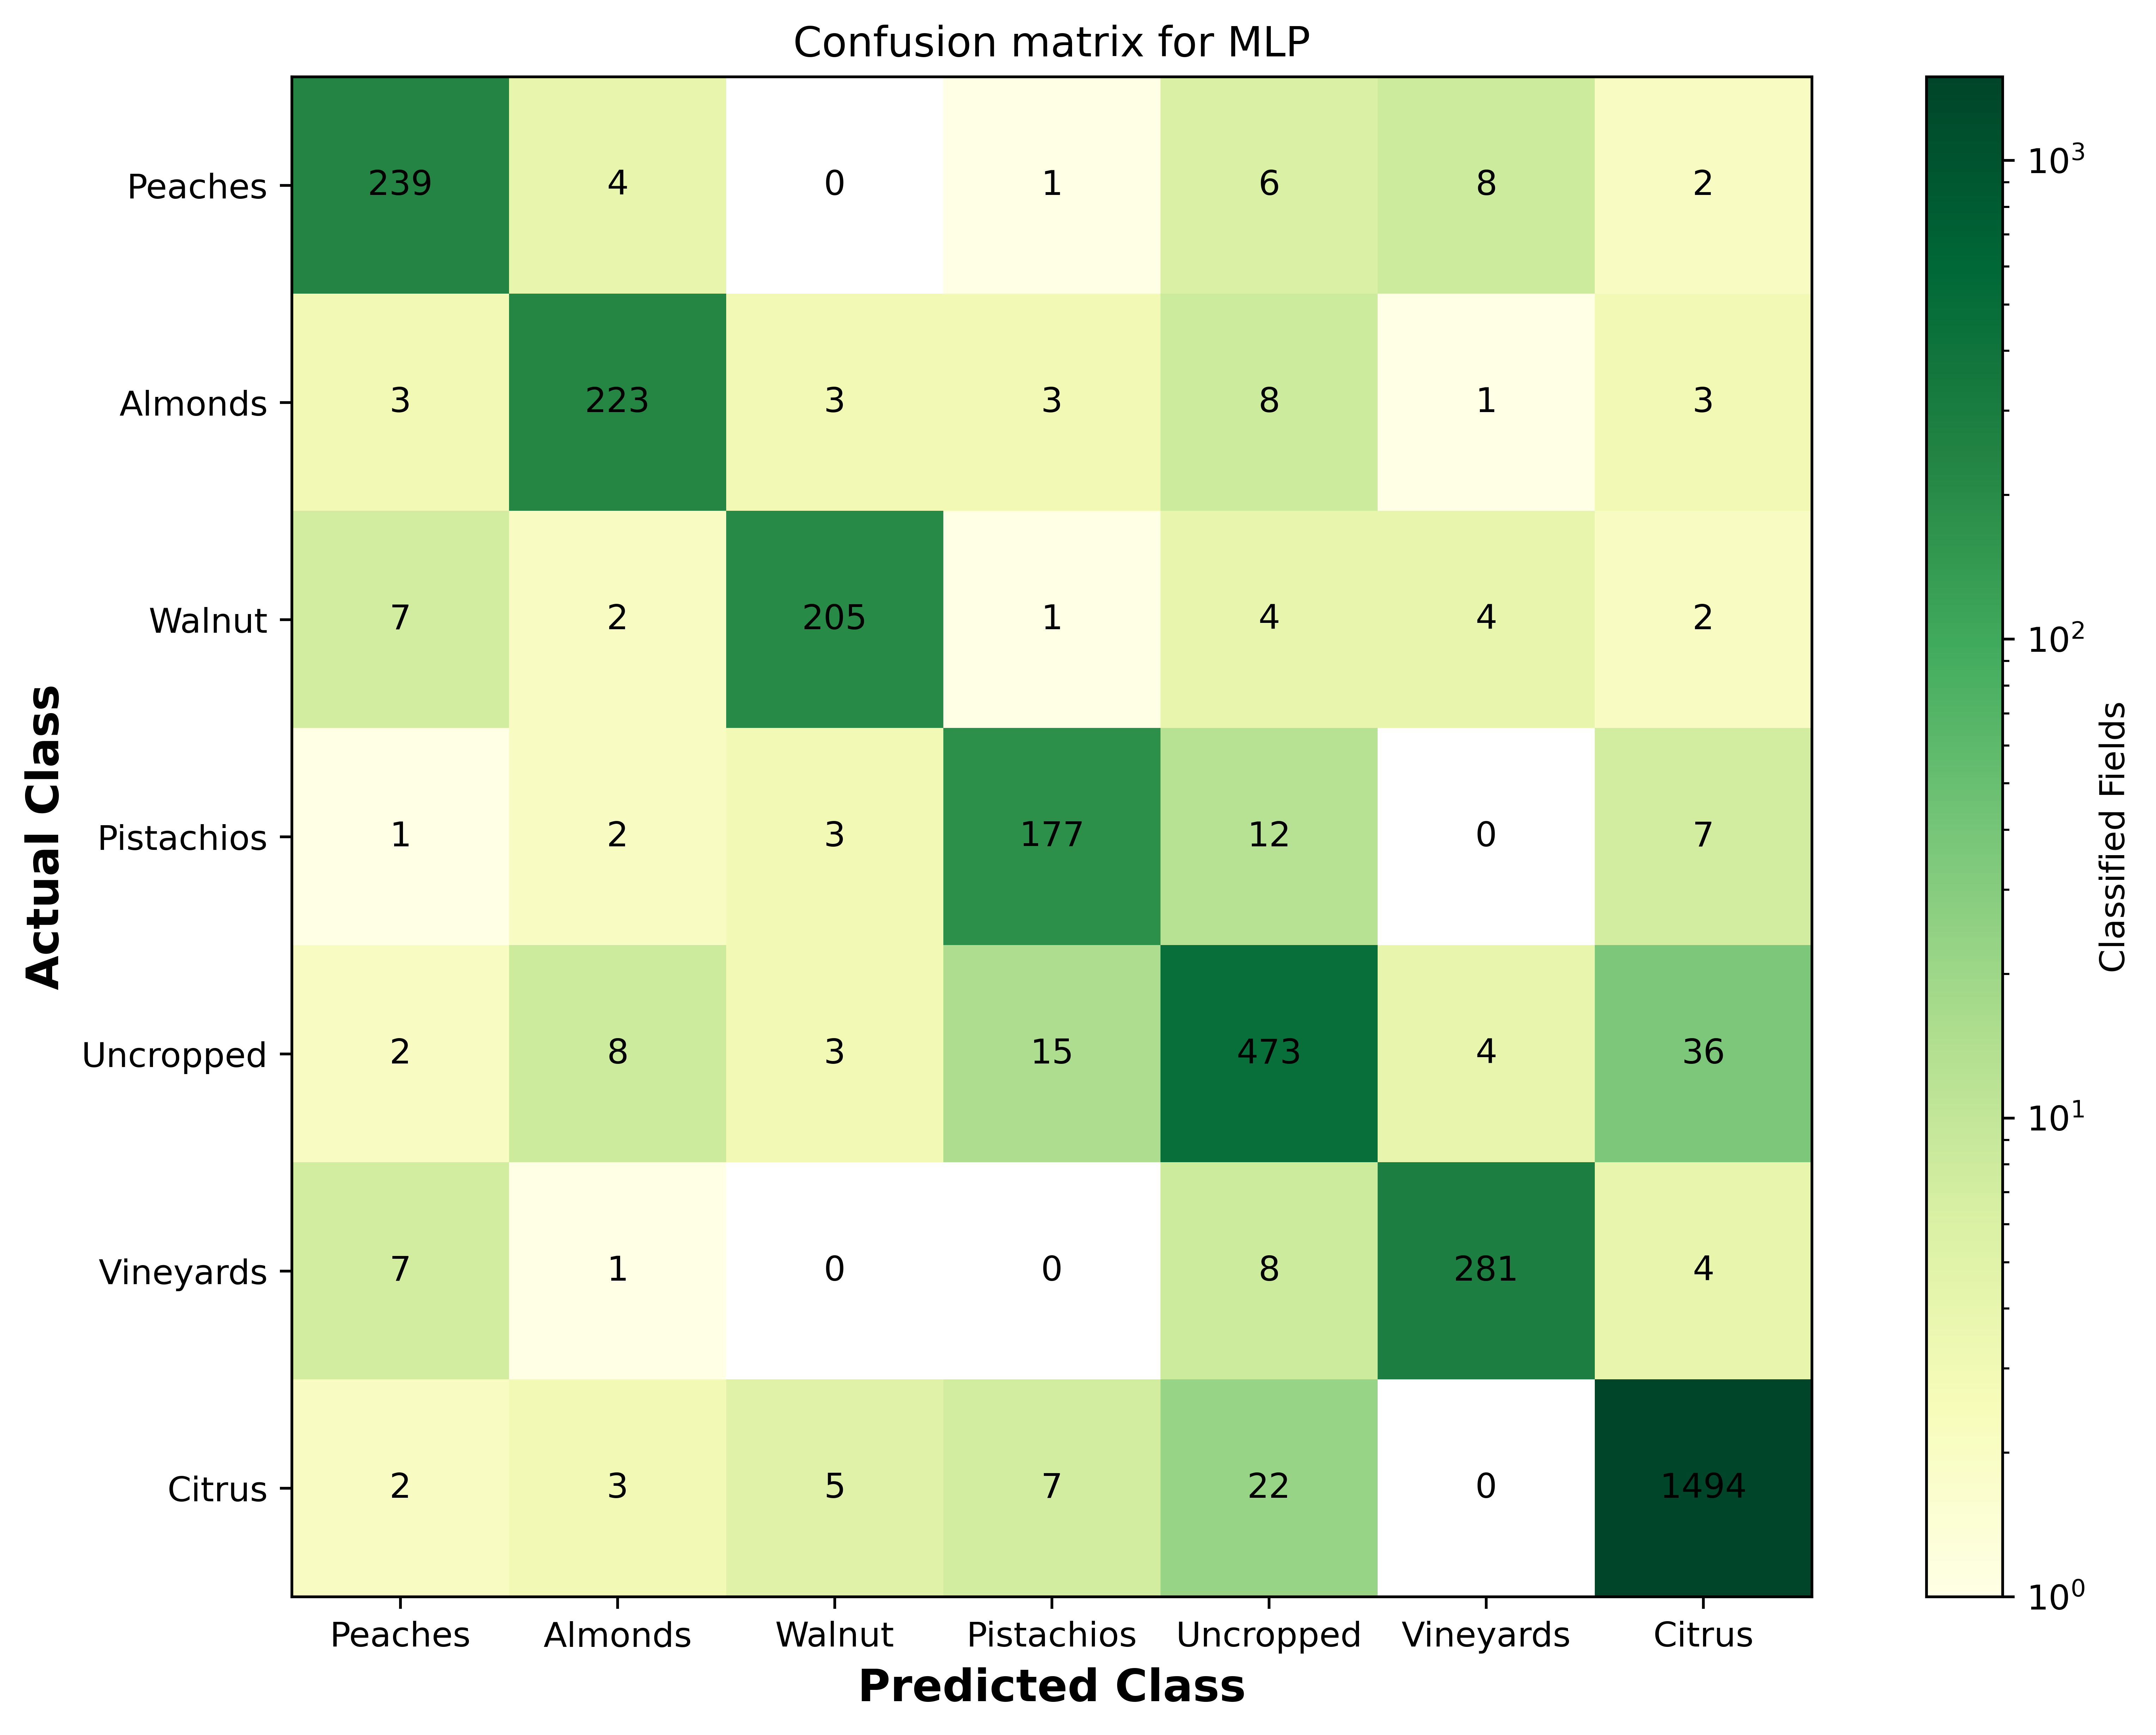 Confusion matrix for MLP
Peaches 239 4 0 1 6 8 2
Almonds 3 223 3 3 8 1 3
Walnut 7 2 205 1 4 4 2
Pistachios 1 2 3 177 12 0 7
Uncropped 2 8 3 15 473 4 36
Vineyards 7 1 0 0 8 281 4
Citrus 2 3 5 7 22 0 1494
Peaches Almonds Walnut Pistachios Uncropped Vineyards Citrus
Predicted Class
Actual Class
10³
10²
10¹
10⁰
Classified Fields